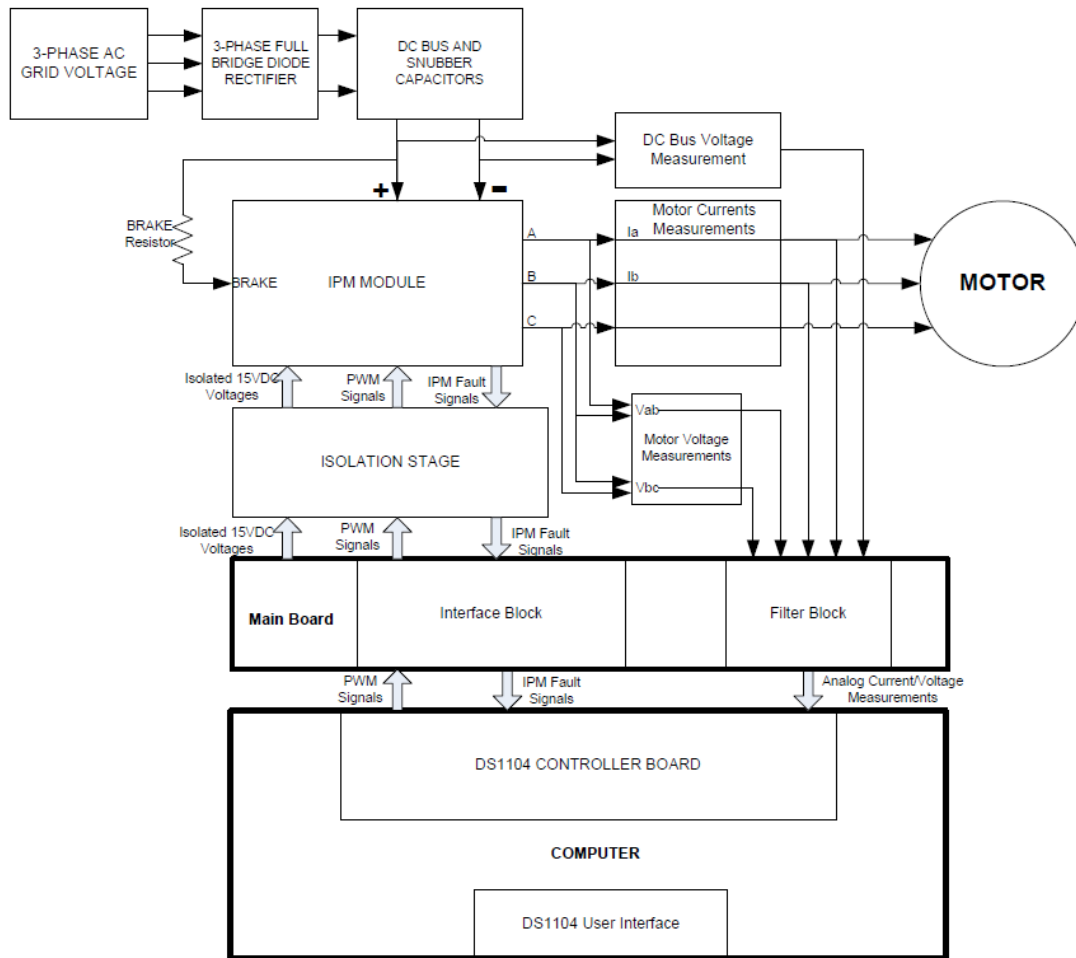 3-PHASE AC
GRID VOLTAGE
3-PHASE FULL
BRIDGE DIODE
RECTIFIER
DC BUS AND
SNUBBER
CAPACITORS
DC Bus Voltage
Measurement
+
-
BRAKE
Resistor
BRAKE
IPM MODULE
A
B
C
Motor Currents
Measurements
Ia
Ib
MOTOR
Isolated 15VDC
Voltages
PWM
Signals
IPM Fault
Signals
Vab
Motor Voltage
Measurements
Vbc
ISOLATION STAGE
Isolated 15VDC
Voltages
PWM
Signals
IPM Fault
Signals
Main Board
Interface Block
Filter Block
PWM
Signals
IPM Fault
Signals
Analog Current/Voltage
Measurements
DS1104 CONTROLLER BOARD
COMPUTER
DS1104 User Interface